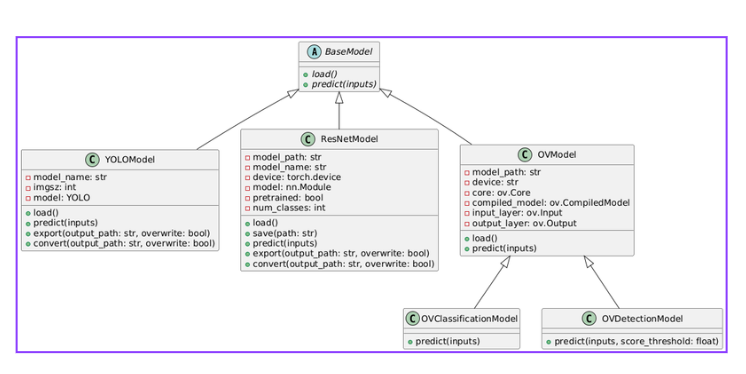 A BaseModel
load()
predict(inputs)
C YOLOModel
model_name: str
imgsz: int
model: YOLO
load()
predict(inputs)
export(output_path: str, overwrite: bool)
convert(output_path: str, overwrite: bool)
C ResNetModel
model_path: str
model_name: str
device: torch.device
model: nn.Module
pretrained: bool
num_classes: int
load()
save(path: str)
predict(inputs)
export(output_path: str, overwrite: bool)
convert(output_path: str, overwrite: bool)
C OVModel
model_path: str
device: str
core: ov.Core
compiled_model: ov.CompiledModel
input_layer: ov.Input
output_layer: ov.Output
load()
predict(inputs)
C OVClassificationModel
predict(inputs)
C OVDetectionModel
predict(inputs, score_threshold: float)